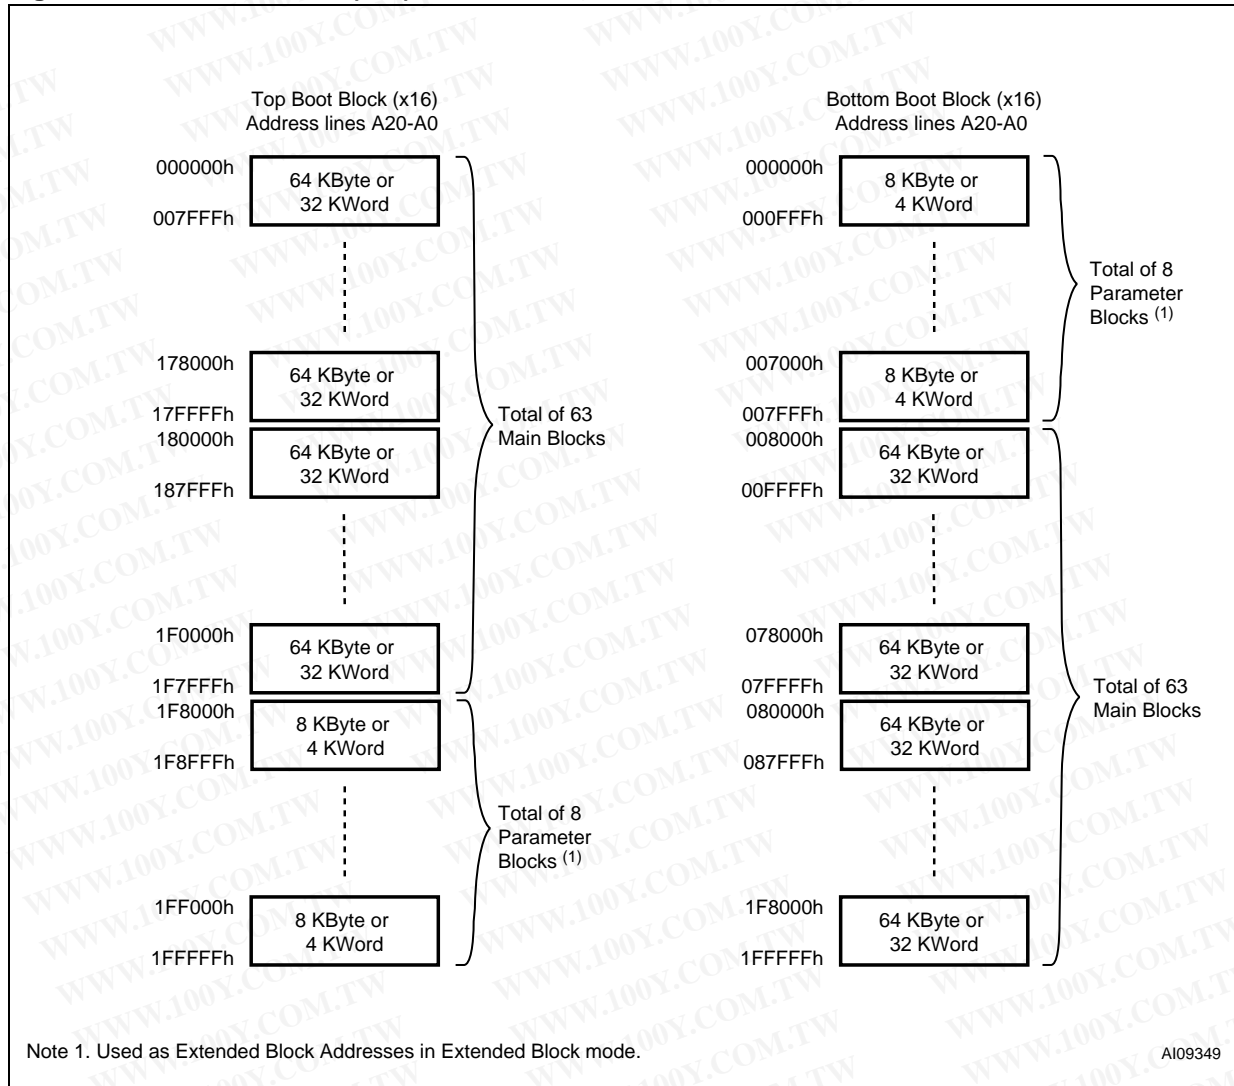 Top Boot Block (x16)
Address lines A20-A0
000000h
64 KByte or
32 KWord
007FFFh
178000h
64 KByte or
32 KWord
17FFFFh
180000h
64 KByte or
32 KWord
187FFFh
Total of 63
Main Blocks
1F0000h
64 KByte or
32 KWord
1F7FFFh
1F8000h
8 KByte or
4 KWord
1F8FFFh
Total of 8
Parameter
Blocks (1)
1FF000h
8 KByte or
4 KWord
1FFFFFh
Bottom Boot Block (x16)
Address lines A20-A0
000000h
8 KByte or
4 KWord
000FFFh
Total of 8
Parameter
Blocks (1)
007000h
8 KByte or
4 KWord
007FFFh
008000h
64 KByte or
32 KWord
00FFFFh
078000h
64 KByte or
32 KWord
07FFFFh
080000h
64 KByte or
32 KWord
087FFFh
Total of 63
Main Blocks
1F8000h
64 KByte or
32 KWord
1FFFFFh
Note 1. Used as Extended Block Addresses in Extended Block mode.
AI09349
WWW.100Y.COM.TW